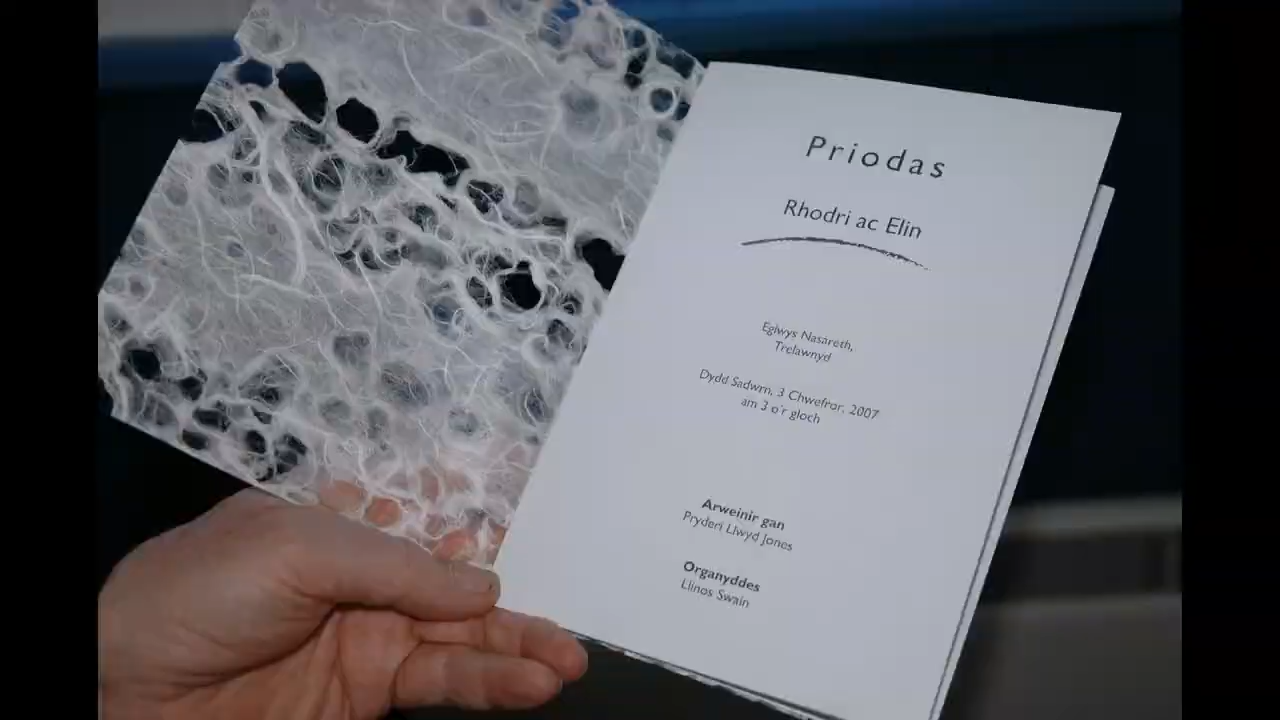 Priodas
Rhodri ac Elin
Eglwys Nasareth,
Trelawnyd
Dydd Sadwrn, 3 Chwefror, 2007
am 3 o'r gloch
Arweinir gan
Pryderi Llwyd Jones
Organyddes
Llinos Swain